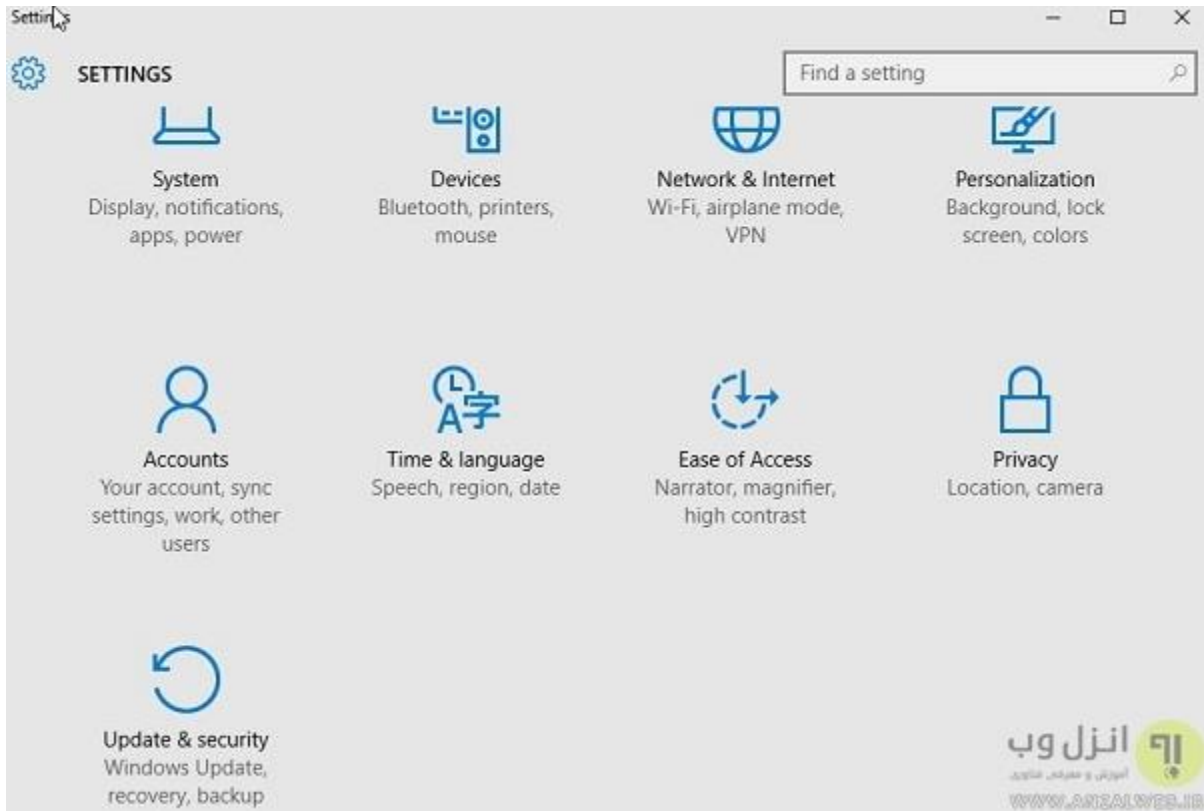 Settings
SETTINGS
Find a setting
System
Display, notifications,
apps, power
Devices
Bluetooth, printers,
mouse
Network & Internet
Wi-Fi, airplane mode,
VPN
Personalization
Background, lock
screen, colors
Accounts
Your account, sync
settings, work, other
users
Time & language
Speech, region, date
Ease of Access
Narrator, magnifier,
high contrast
Privacy
Location, camera
Update & security
Windows Update,
recovery, backup
انزل وب
آموزش و معرفی فناوری
WWW.ANZALWEB.IR